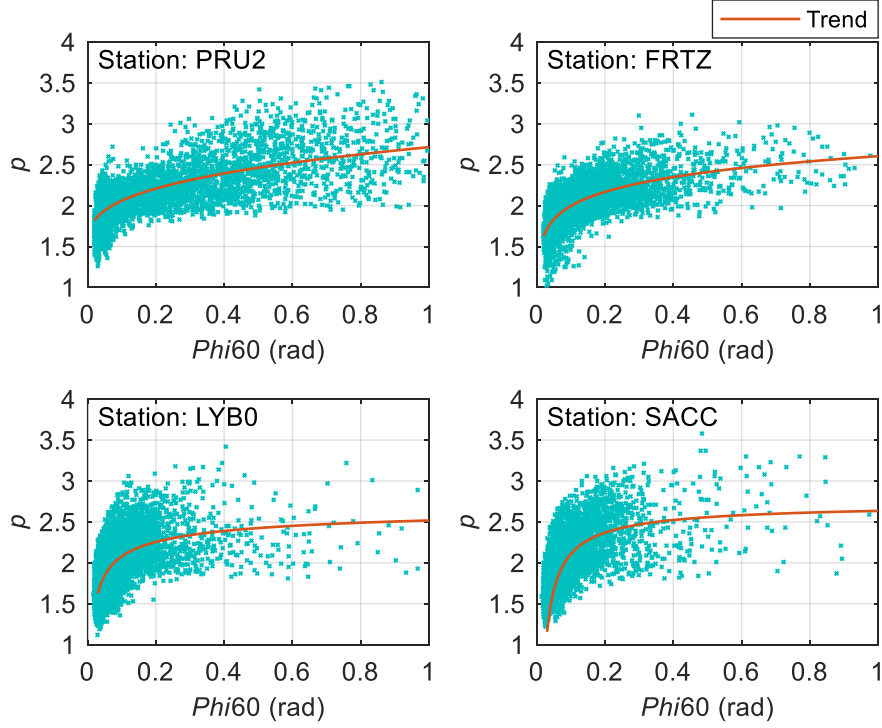 Trend
Station: PRU2
4
3.5
3
2.5
2
1.5
1
p
0 0.2 0.4 0.6 0.8 1
Phi60 (rad)
Station: FRTZ
4
3.5
3
2.5
2
1.5
1
p
0 0.2 0.4 0.6 0.8 1
Phi60 (rad)
Station: LYB0
4
3.5
3
2.5
2
1.5
1
p
0 0.2 0.4 0.6 0.8 1
Phi60 (rad)
Station: SACC
4
3.5
3
2.5
2
1.5
1
p
0 0.2 0.4 0.6 0.8 1
Phi60 (rad)